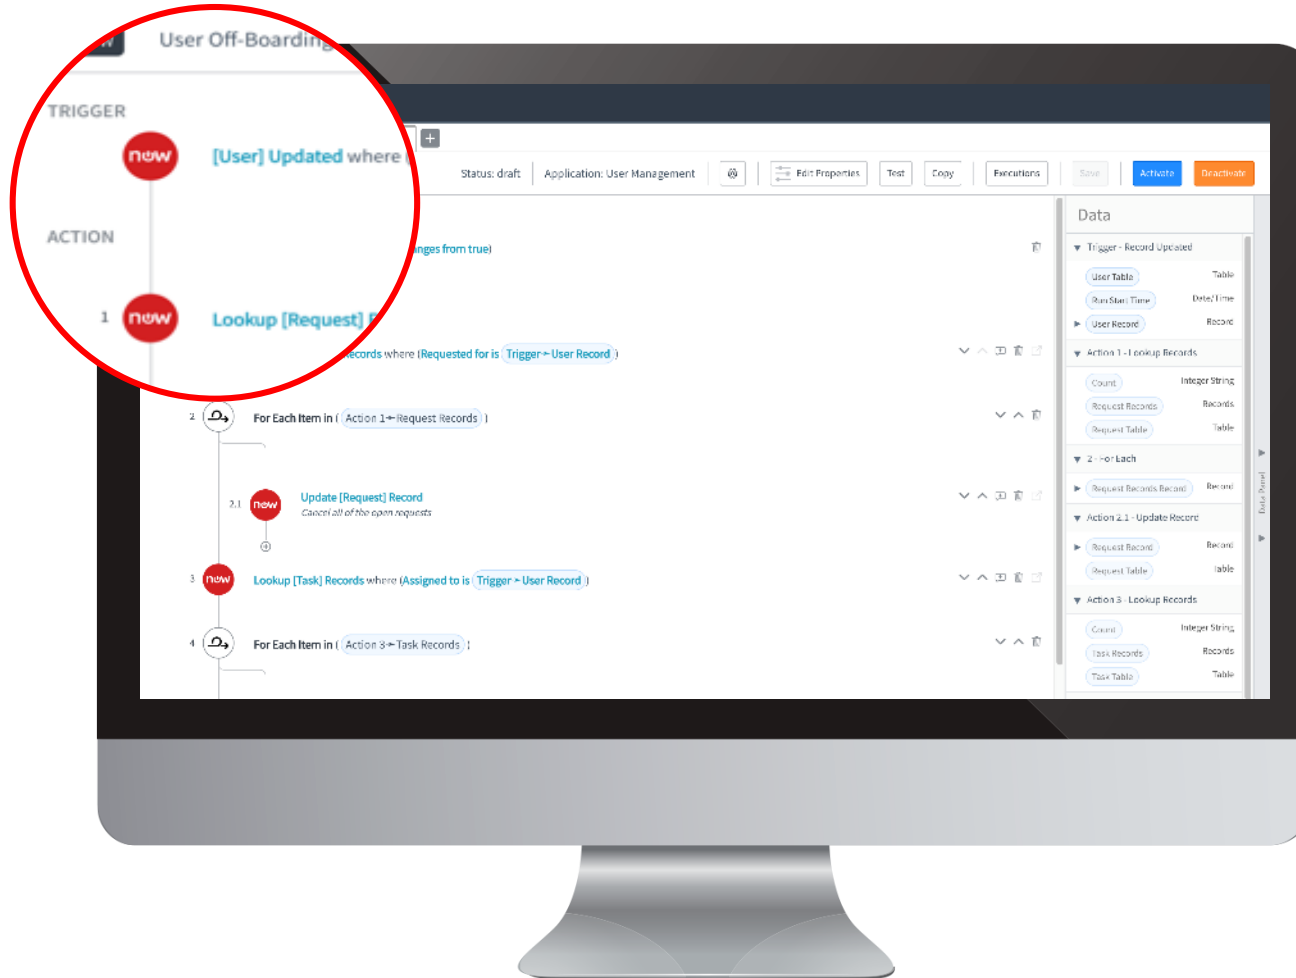 User Off-Boarding
TRIGGER
now
[User] Updated where (
ACTION
1
now
Lookup [Request]
Status: draft
Application: User Management
Edit Properties
Test
Copy
Executions
Save
Activate
Deactivate
anges from true)
ecords where (Requested for is Trigger➛User Record )
2
For Each Item in ( Action 1➛Request Records )
2.1
now
Update [Request] Record
Cancel all of the open requests
3
now
Lookup [Task] Records where (Assigned to is Trigger➛User Record )
4
For Each Item in ( Action 3➛Task Records )
Data
Trigger - Record Updated
User Table Table
Run Start Time Date/Time
User Record Record
Action 1 - Lookup Records
Count Integer String
Request Records Records
Request Table Table
2 - For Each
Request Records Record Record
Action 2.1 - Update Record
Request Record Record
Request Table Table
Action 3 - Lookup Records
Count Integer String
Task Records Records
Task Table Table
Data Panel